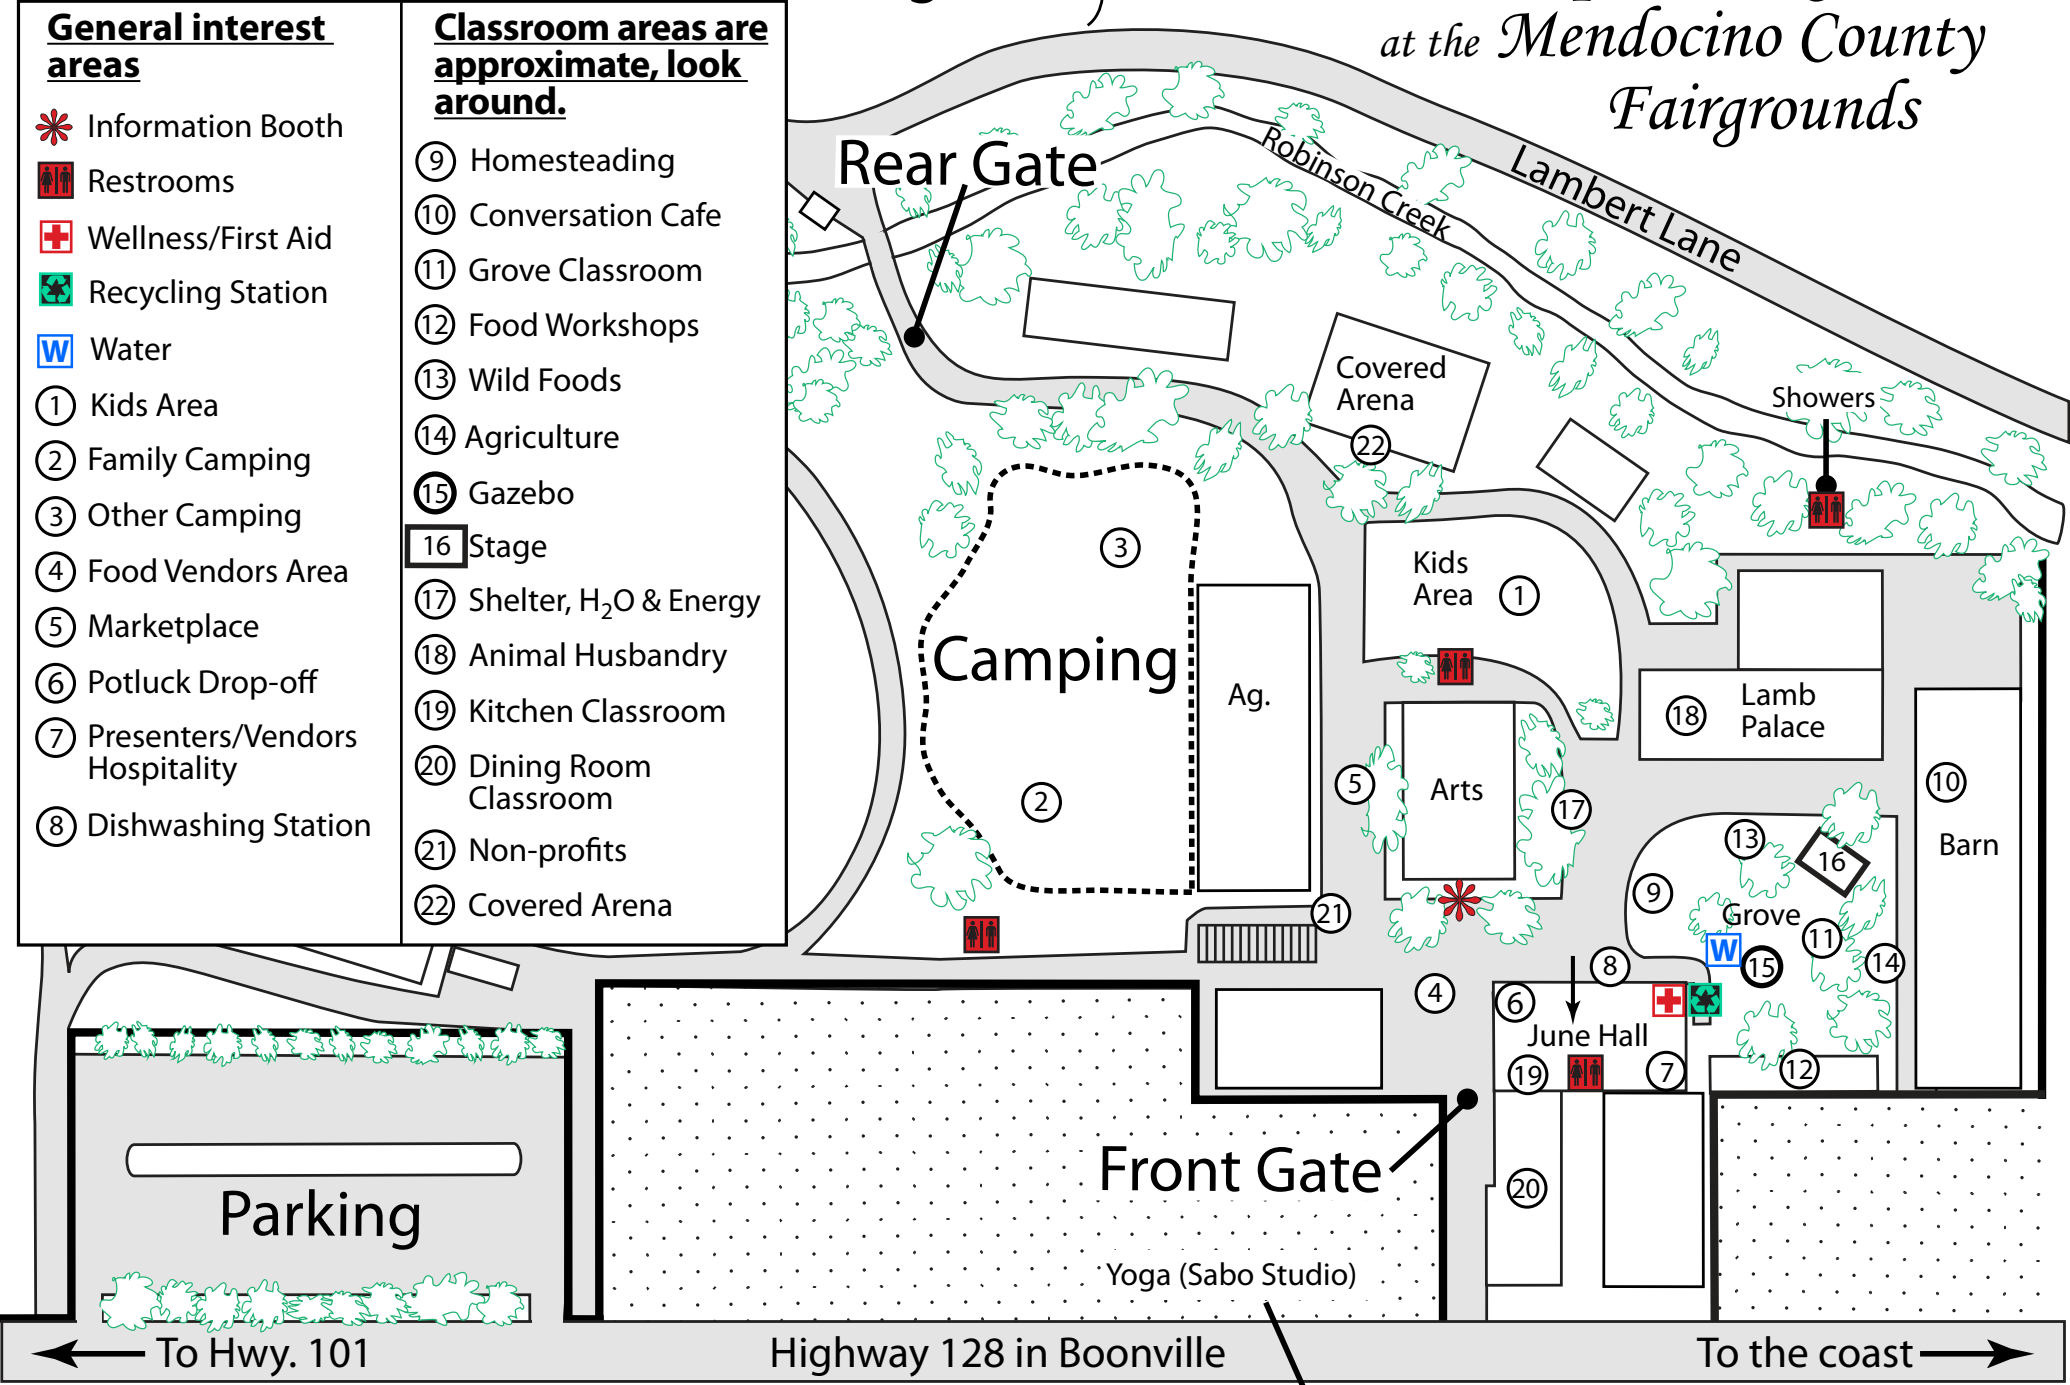 at the Mendocino County
Fairgrounds
General interest
areas
Information Booth
Restrooms
Wellness/First Aid
Recycling Station
W Water
1 Kids Area
2 Family Camping
3 Other Camping
4 Food Vendors Area
5 Marketplace
6 Potluck Drop-off
7 Presenters/Vendors
Hospitality
8 Dishwashing Station
Classroom areas are
approximate, look
around.
9 Homesteading
10 Conversation Cafe
11 Grove Classroom
12 Food Workshops
13 Wild Foods
14 Agriculture
15 Gazebo
16 Stage
17 Shelter, H2O & Energy
18 Animal Husbandry
19 Kitchen Classroom
20 Dining Room
Classroom
21 Non-profits
22 Covered Arena
Rear Gate
Robinson Creek
Lambert Lane
Covered
Arena
22
Showers
3
Kids
Area
1
Camping
Ag.
18
Lamb
Palace
2
5
Arts
17
10
Barn
13
16
9
Grove
21
11
W
15
14
8
4
6
June Hall
19
7
12
Front Gate
20
Parking
Yoga (Sabo Studio)
To Hwy. 101
Highway 128 in Boonville
To the coast